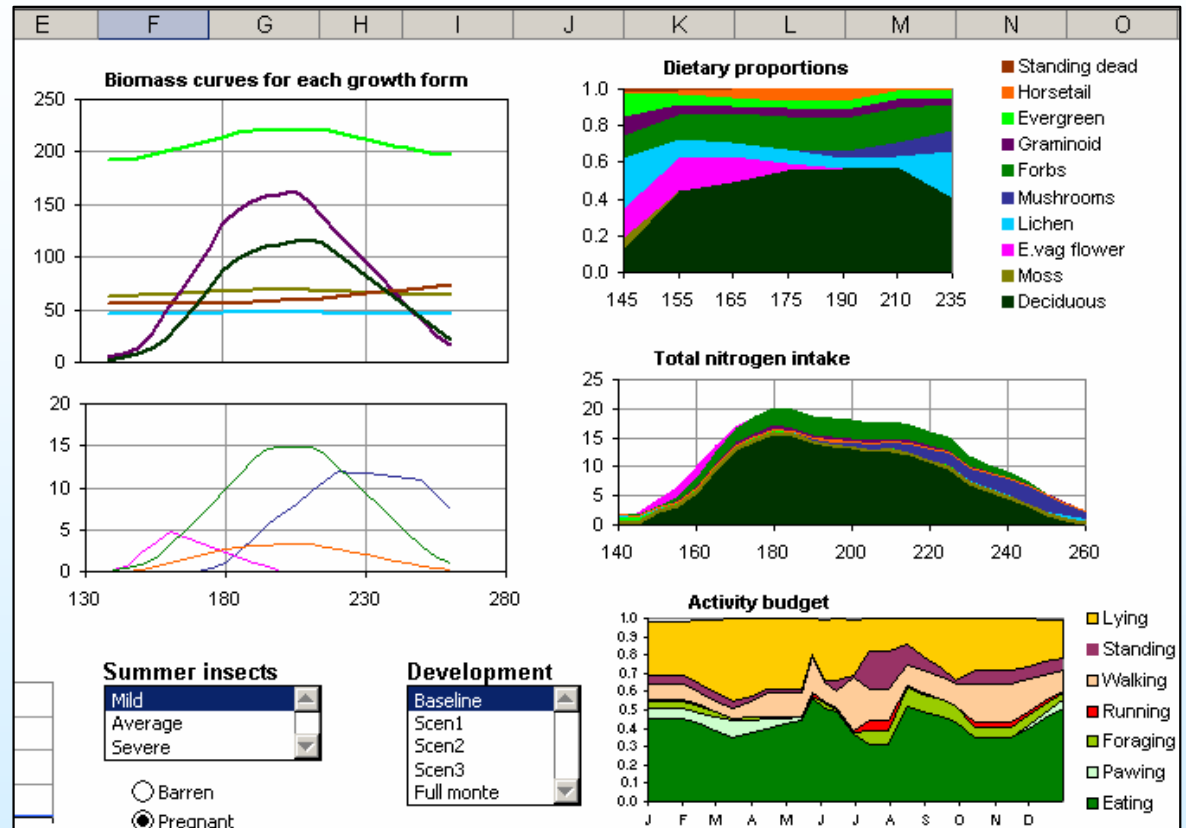 E F G H I J K L M N O
Biomass curves for each growth form
250
200
150
100
50
0
20
15
10
5
0
130 180 230 280
Dietary proportions
1.0
0.8
0.6
0.4
0.2
0.0
145 155 165 175 190 210 235
Standing dead
Horsetail
Evergreen
Graminoid
Forbs
Mushrooms
Lichen
E.vag flower
Moss
Deciduous
Total nitrogen intake
25
20
15
10
5
0
140 160 180 200 220 240 260
Summer insects
Mild
Average
Severe
Barren
Pregnant
Development
Baseline
Scen1
Scen2
Scen3
Full monte
Activity budget
1.0
0.9
0.8
0.7
0.6
0.5
0.4
0.3
0.2
0.1
0.0
J F M A M J J A S O N D
Lying
Standing
Walking
Running
Foraging
Pawing
Eating